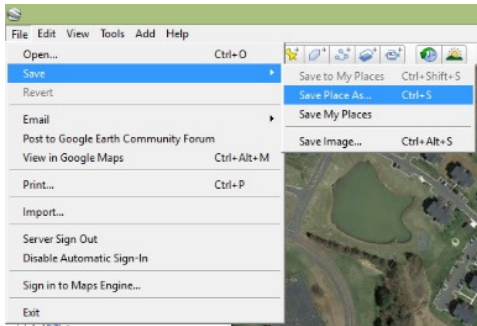 File Edit View Tools Add Help
Open... Ctrl+O
Save
Revert
Email
Post to Google Earth Community Forum
View in Google Maps Ctrl+Alt+M
Print... Ctrl+P
Import...
Server Sign Out
Disable Automatic Sign-In
Sign in to Maps Engine...
Exit
Save to My Places Ctrl+Shift+S
Save Place As... Ctrl+S
Save My Places
Save Image... Ctrl+Alt+S